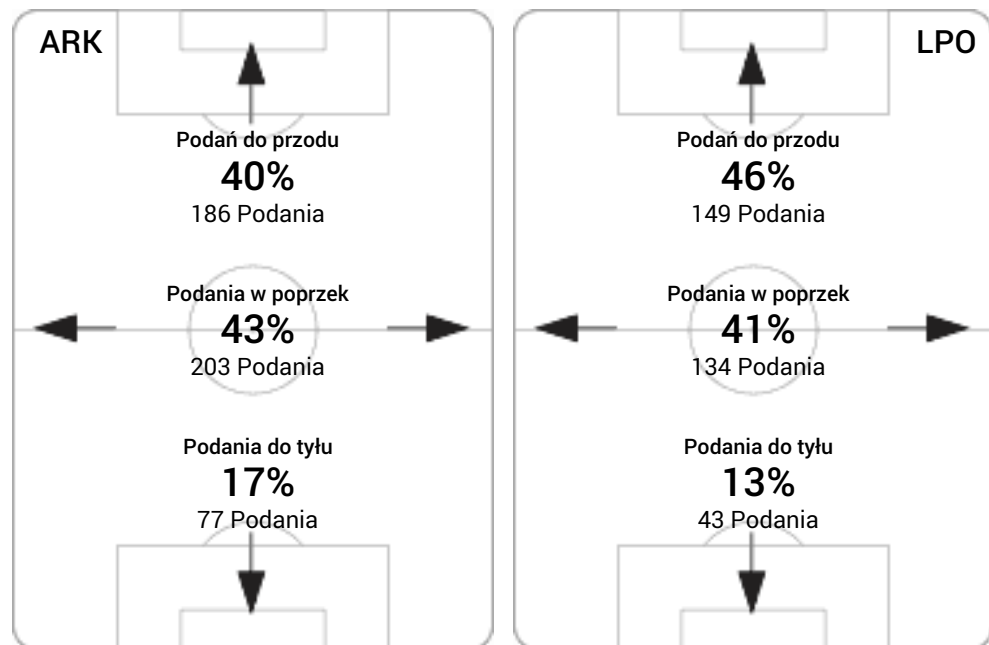 ARK
Podań do przodu
40%
186 Podania
Podania w poprzek
43%
203 Podania
Podania do tyłu
17%
77 Podania
LPO
Podań do przodu
46%
149 Podania
Podania w poprzek
41%
134 Podania
Podania do tyłu
13%
43 Podania